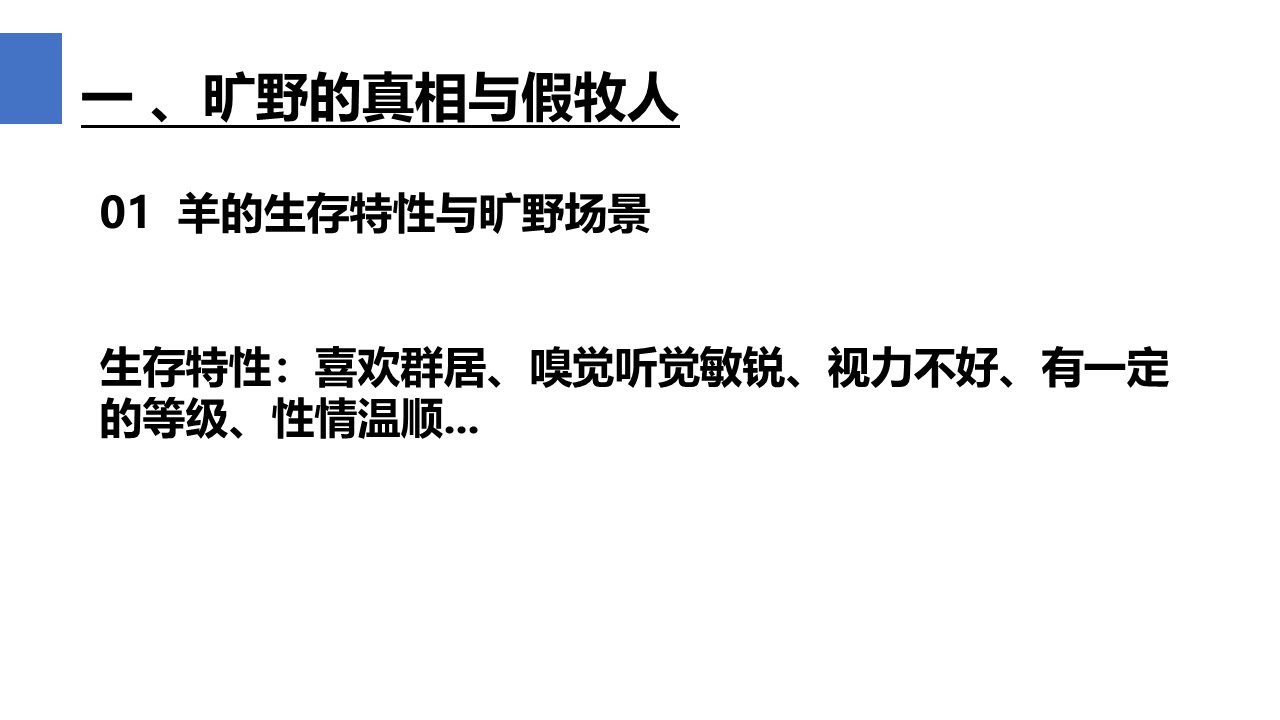 一 、旷野的真相与假牧人
01 羊的生存特性与旷野场景
生存特性：喜欢群居、嗅觉听觉敏锐、视力不好、有一定
的等级、性情温顺...